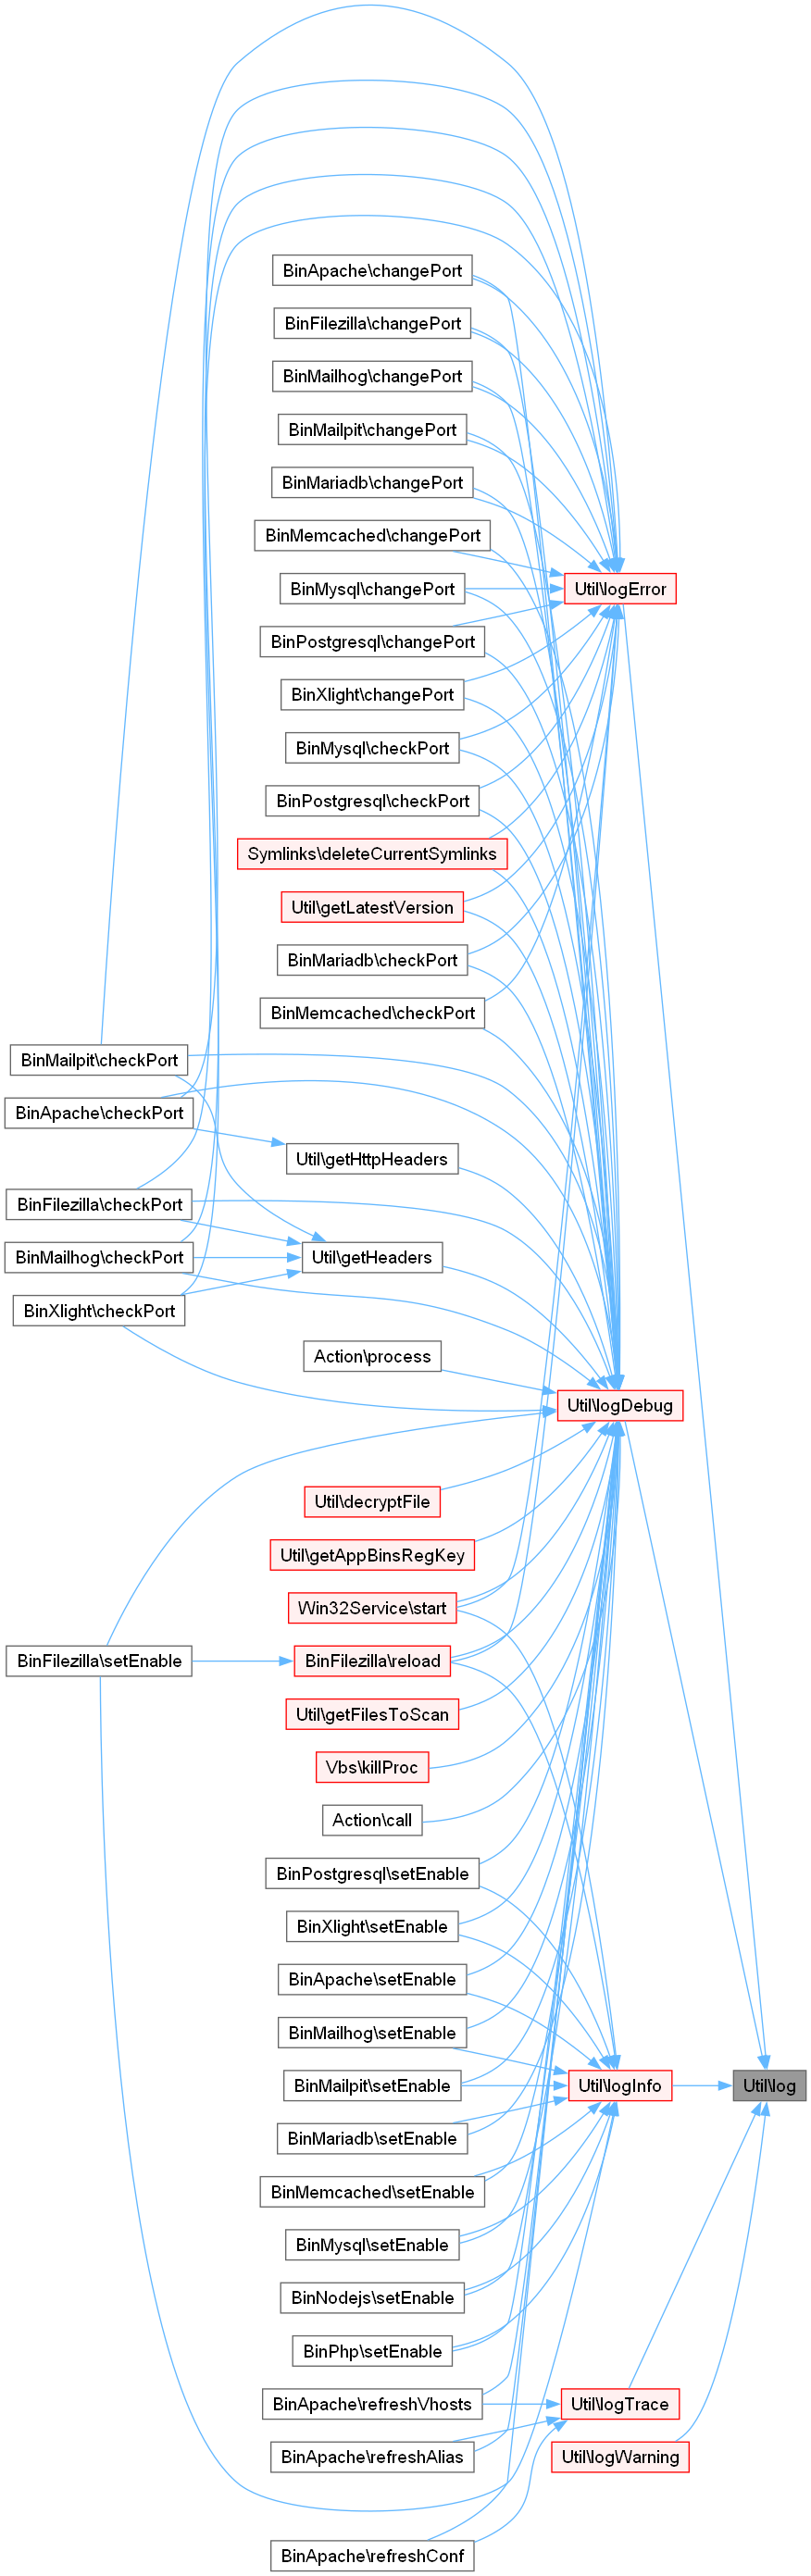 BinApache\changePort
BinFilezilla\changePort
BinMailhog\changePort
BinMailpit\changePort
BinMariadb\changePort
BinMemcached\changePort
Util\logError
BinMysql\changePort
BinPostgresql\changePort
BinXlight\changePort
BinMysql\checkPort
BinPostgresql\checkPort
Symlinks\deleteCurrentSymlinks
Util\getLatestVersion
BinMariadb\checkPort
BinMemcached\checkPort
BinMailpit\checkPort
BinApache\checkPort
Util\getHttpHeaders
BinFilezilla\checkPort
BinMailhog\checkPort
Util\getHeaders
BinXlight\checkPort
Action\process
Util\logDebug
Util\decryptFile
Util\getAppBinsRegKey
Win32Service\start
BinFilezilla\setEnable
BinFilezilla\reload
Util\getFilesToScan
Vbs\killProc
Action\call
BinPostgresql\setEnable
BinXlight\setEnable
BinApache\setEnable
BinMailhog\setEnable
BinMailpit\setEnable
Util\logInfo
Util\log
BinMariadb\setEnable
BinMemcached\setEnable
BinMysql\setEnable
BinNodejs\setEnable
BinPhp\setEnable
BinApache\refreshVhosts
Util\logTrace
BinApache\refreshAlias
Util\logWarning
BinApache\refreshConf